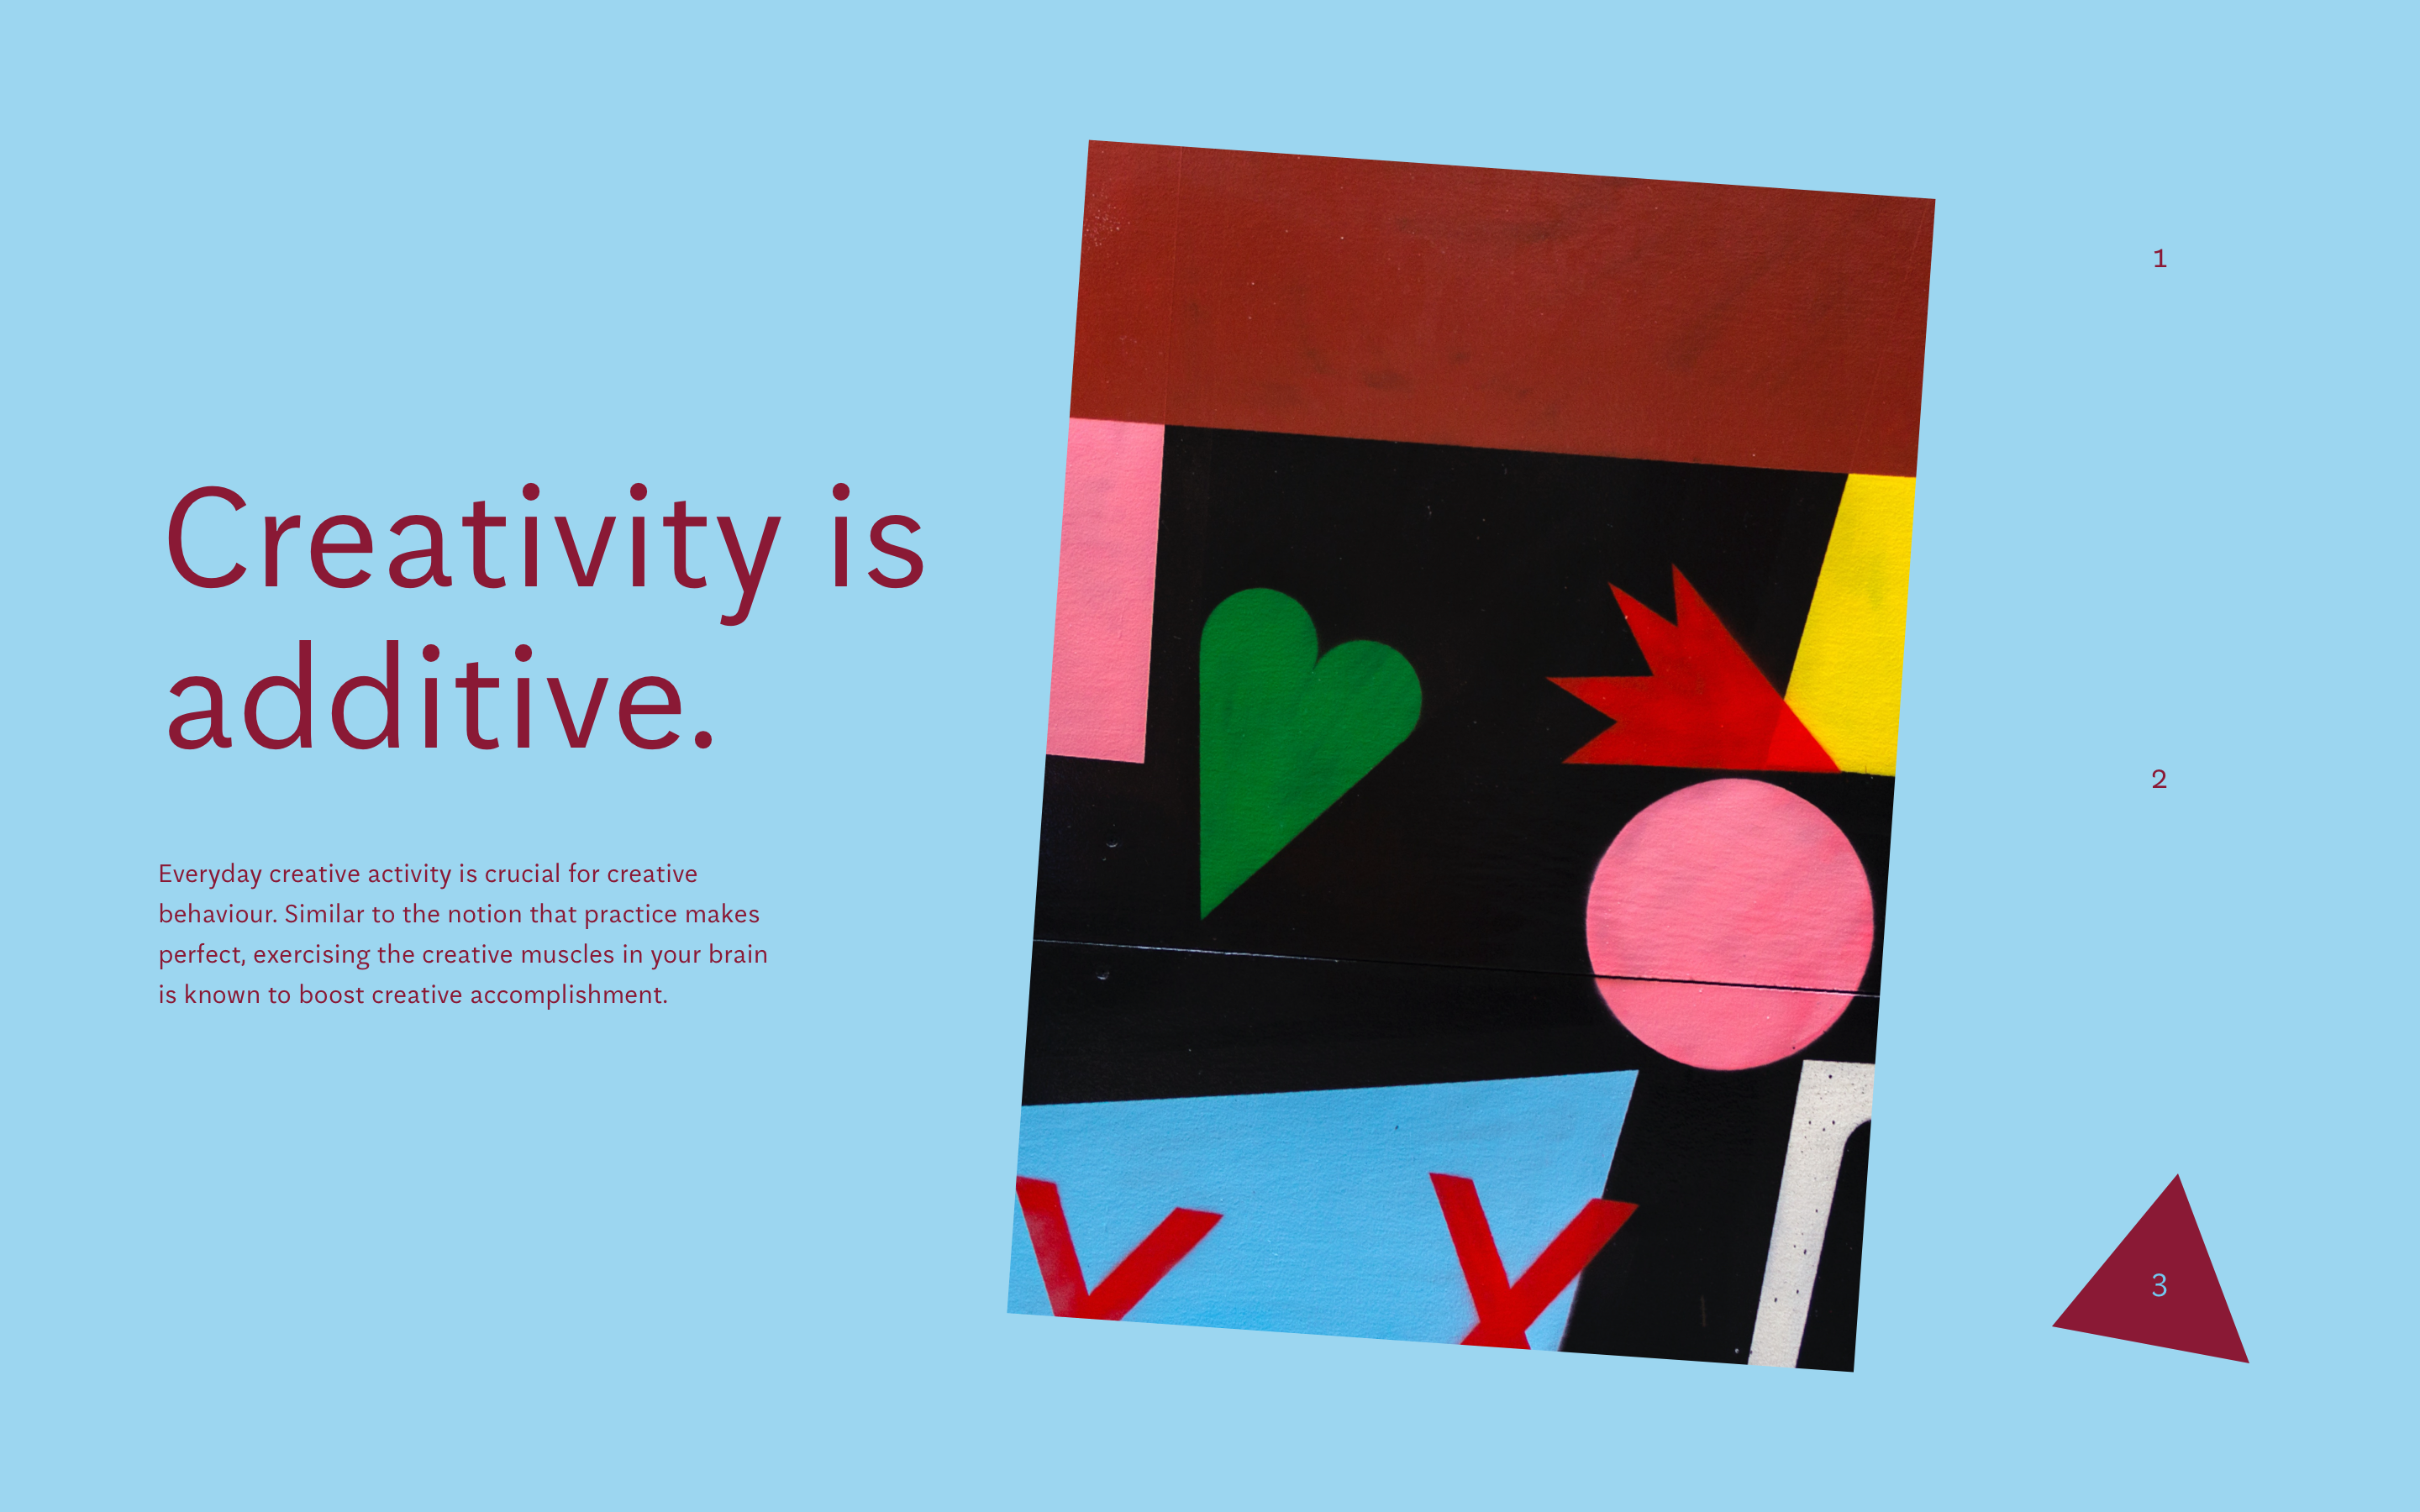 Creativity is
additive.
Everyday creative activity is crucial for creative
behaviour. Similar to the notion that practice makes
perfect, exercising the creative muscles in your brain
is known to boost creative accomplishment.
1
2
3